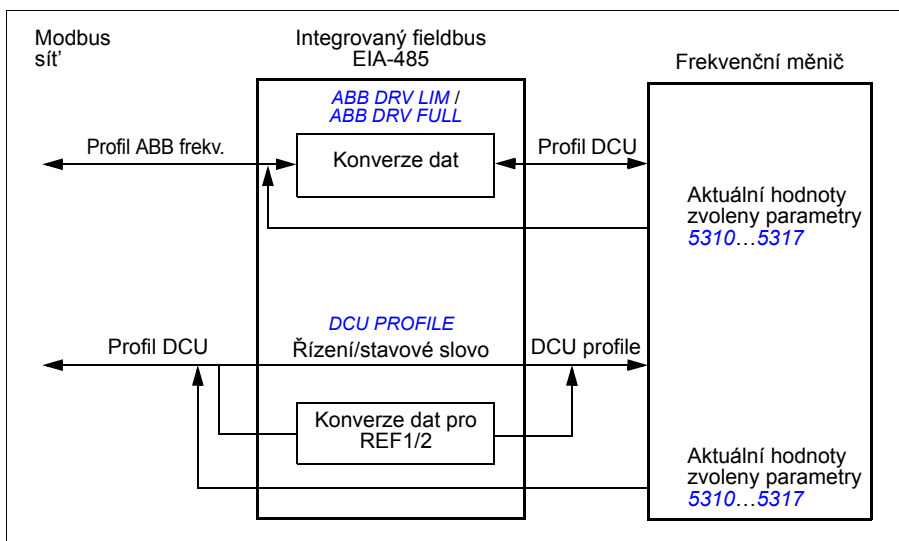 Modbus
síť
Integrovaný fieldbus
EIA-485
Frekvenční měnič
ABB DRV LIM /
ABB DRV FULL
Profil ABB frekv.
Konverze dat
Profil DCU
Aktuální hodnoty
zvoleny parametry
5310…5317
DCU PROFILE
Profil DCU
Řízení/stavové slovo
DCU profile
Konverze dat pro
REF1/2
Aktuální hodnoty
zvoleny parametry
5310…5317